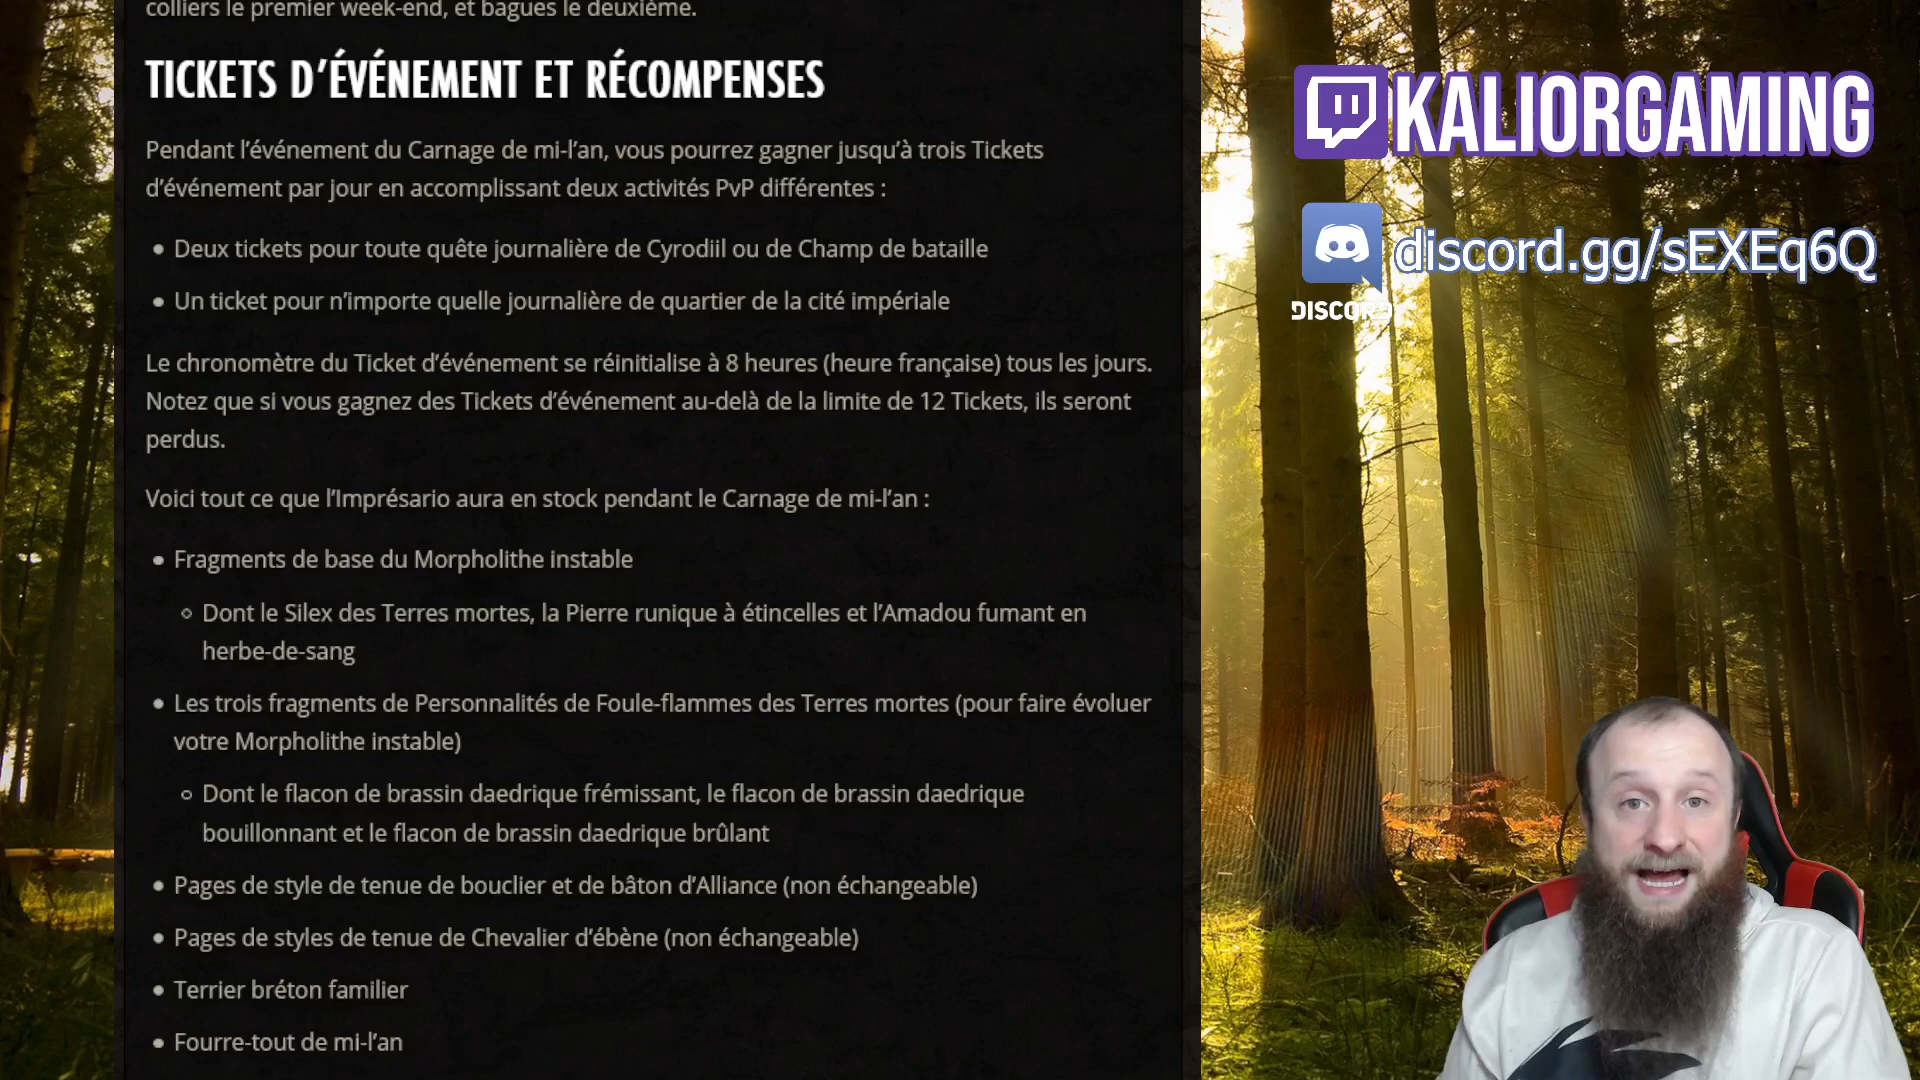 colliers le premier week-end, et bagues le deuxième.
TICKETS D’ÉVÉNEMENT ET RÉCOMPENSES
Pendant l’événement du Carnage de mi-l’an, vous pourrez gagner jusqu’à trois Tickets
d’événement par jour en accomplissant deux activités PvP différentes :
• Deux tickets pour toute quête journalière de Cyrodiil ou de Champ de bataille
• Un ticket pour n’importe quelle journalière de quartier de la cité impériale
Le chronomètre du Ticket d’événement se réinitialise à 8 heures (heure française) tous les jours.
Notez que si vous gagnez des Tickets d’événement au-delà de la limite de 12 Tickets, ils seront
perdus.
Voici tout ce que l’Imprésario aura en stock pendant le Carnage de mi-l’an :
• Fragments de base du Morpholithe instable
◦ Dont le Silex des Terres mortes, la Pierre runique à étincelles et l’Amadou fumant en
herbe-de-sang
• Les trois fragments de Personnalités de Foule-flammes des Terres mortes (pour faire évoluer
votre Morpholithe instable)
◦ Dont le flacon de brassin daedrique frémissant, le flacon de brassin daedrique
bouillonnant et le flacon de brassin daedrique brûlant
• Pages de style de tenue de bouclier et de bâton d’Alliance (non échangeable)
• Pages de styles de tenue de Chevalier d’ébène (non échangeable)
• Terrier bréton familier
• Fourre-tout de mi-l’an
KALIORGAMING
discord.gg/sEXEq6Q
DISCORD